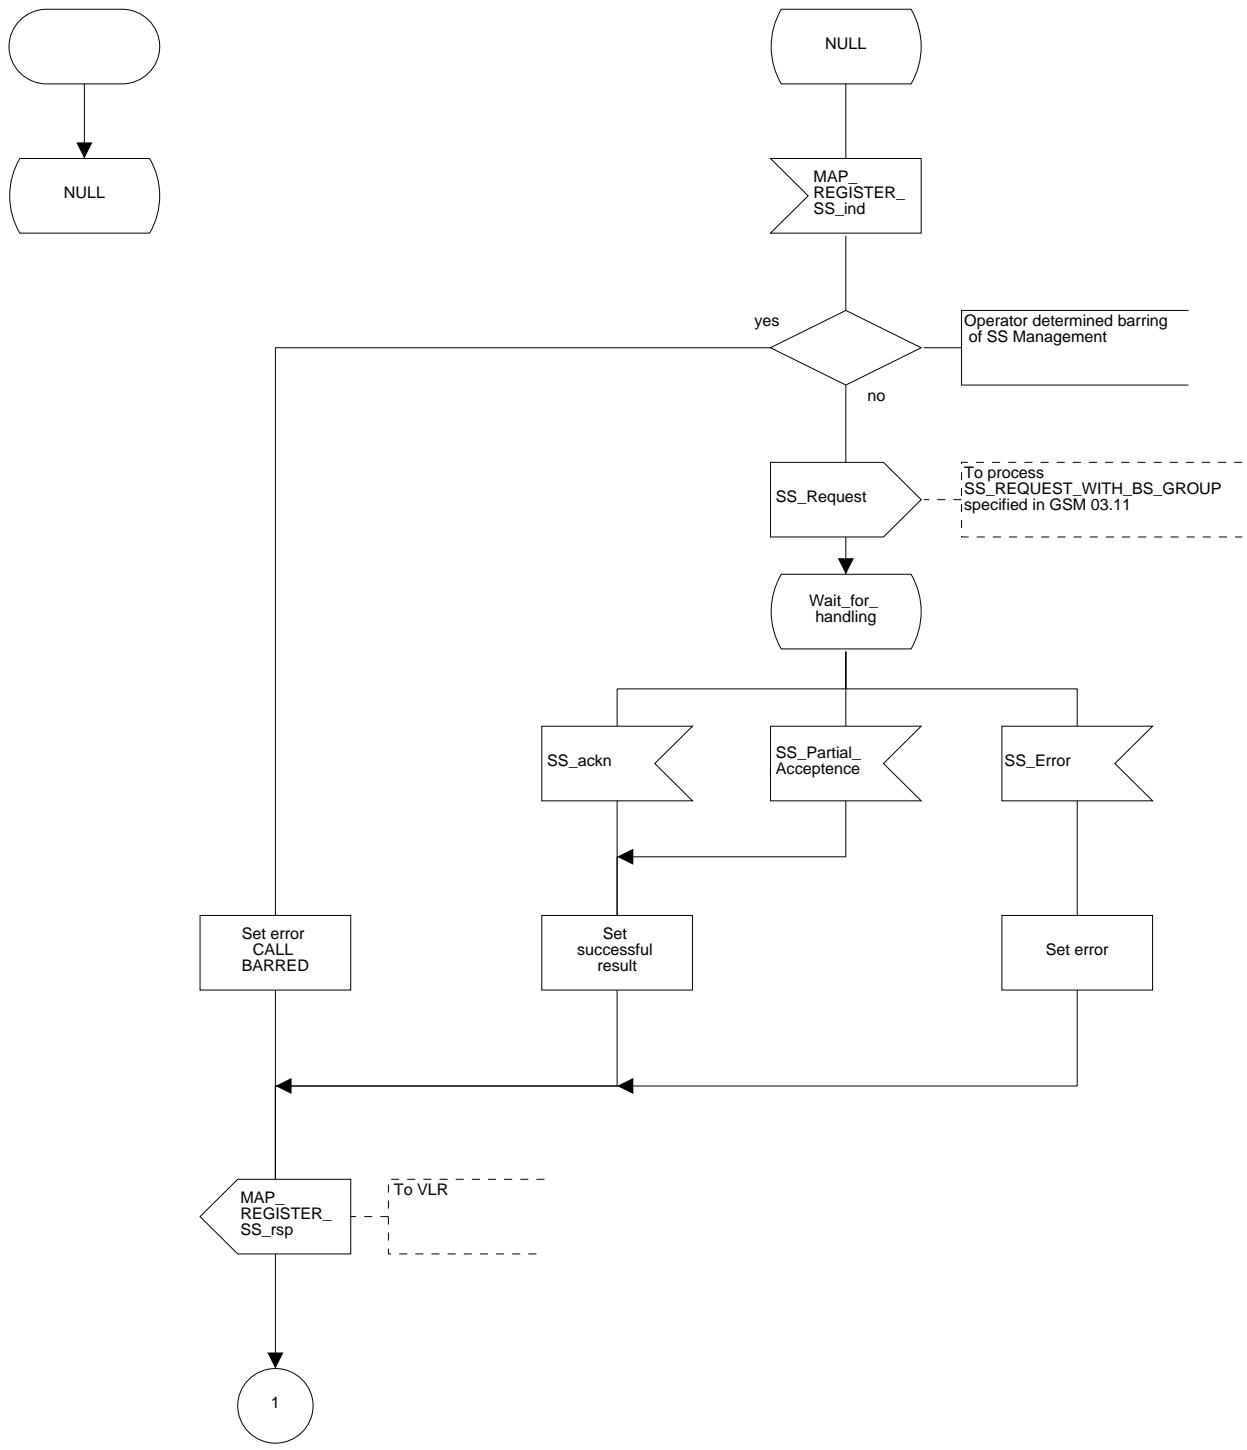 NULL
NULL
MAP_
REGISTER_
SS_ind
yes
Operator determined barring
of SS Management
no
SS_Request
To process
SS_REQUEST_WITH_BS_GROUP
specified in GSM 03.11
Wait_for_
handling
SS_ackn
SS_Partial_
Acceptence
SS_Error
Set error
CALL
BARRED
Set
successful
result
Set error
MAP_
REGISTER_
SS_rsp
To VLR
1